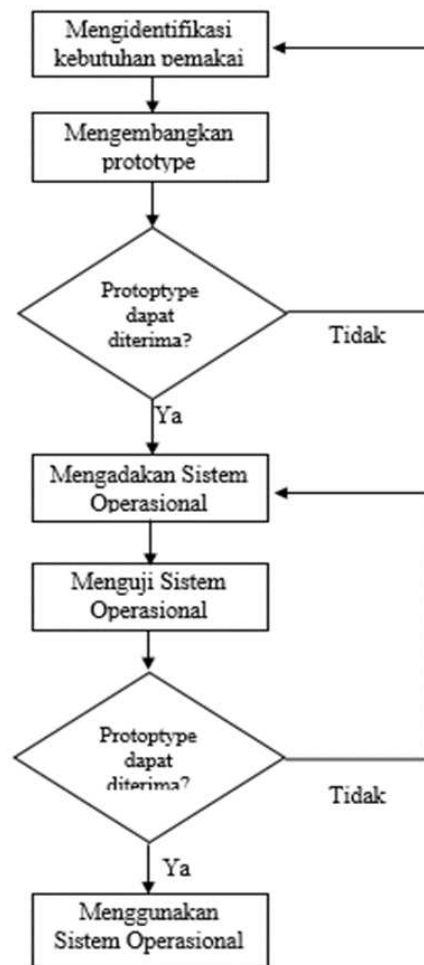 Mengidentifikasi
kebutuhan pemakai
Mengembangkan
prototype
Protoptype
dapat
diterima?
Tidak
Ya
Mengadakan Sistem
Operasional
Menguji Sistem
Operasional
Protoptype
dapat
diterima?
Tidak
Ya
Menggunakan
Sistem Operasional